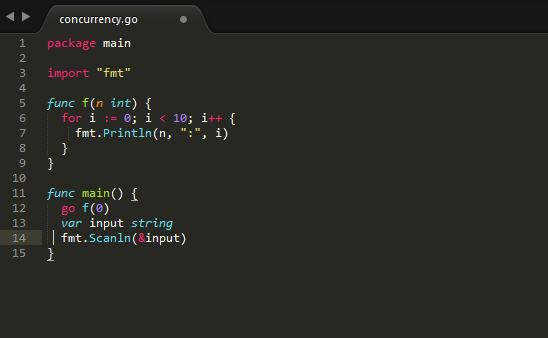 concurrency.go
1 package main
2
3 import "fmt"
4
5 func f(n int) {
6 for i := 0; i < 10; i++ {
7 fmt.Println(n, ":", i)
8 }
9 }
10
11 func main() {
12 go f(0)
13 var input string
14 fmt.Scanln(&input)
15 }